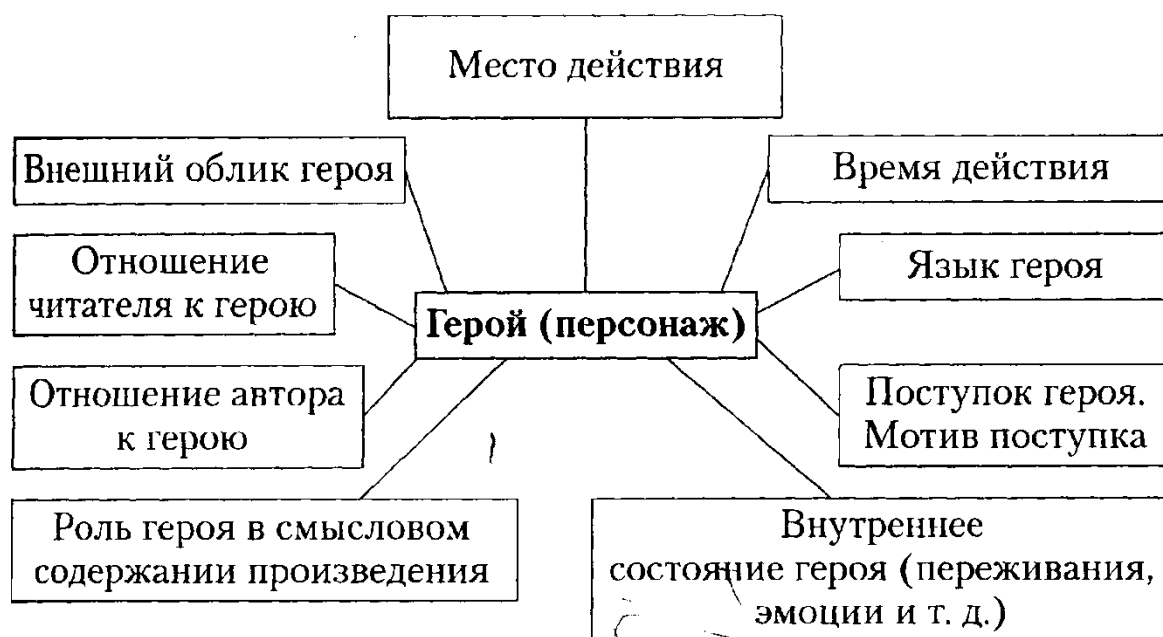 Место действия
Внешний облик героя
Время действия
Отношение
читателя к герою
Язык героя
Герой (персонаж)
Отношение автора
к герою
Поступок героя.
Мотив поступка
Роль героя в смысловом
содержании произведения
Внутреннее
состояние героя (переживания,
эмоции и т. д.)